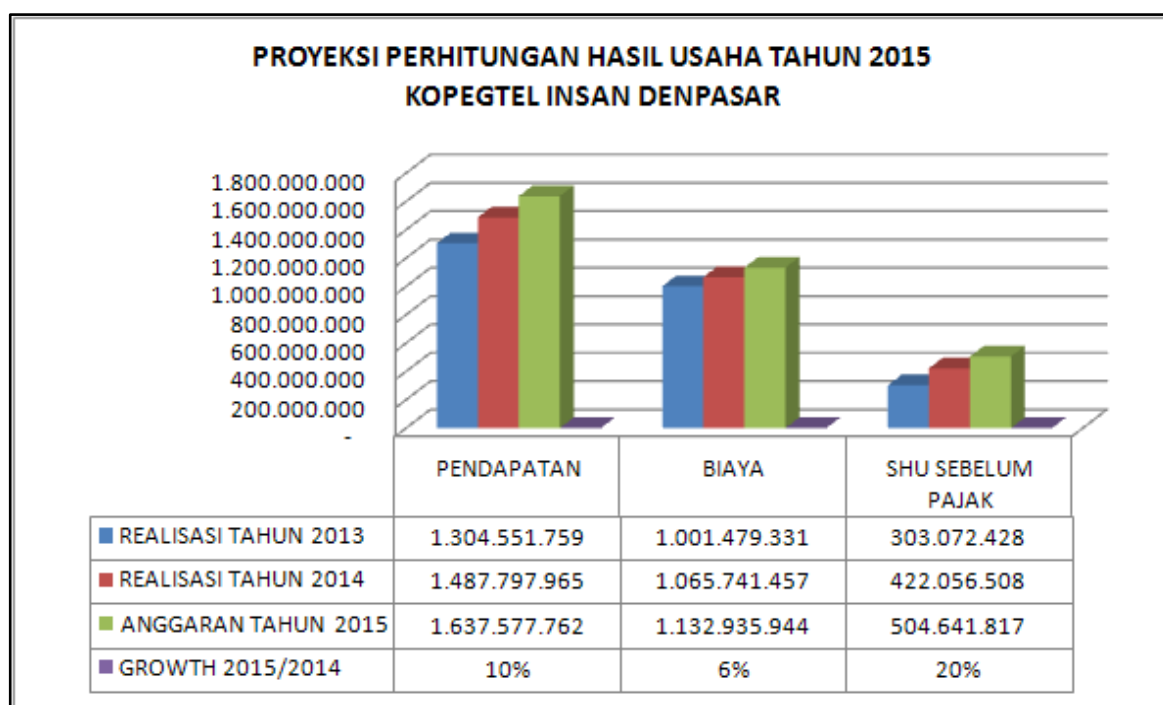 PROYEKSI PERHITUNGAN HASIL USAHA TAHUN 2015
KOPEGTEL INSAN DENPASAR
1.800.000.000
1.600.000.000
1.400.000.000
1.200.000.000
1.000.000.000
800.000.000
600.000.000
400.000.000
200.000.000
-
PENDAPATAN BIAYA SHU SEBELUM
PAJAK
REALISASI TAHUN 2013 1.304.551.759 1.001.479.331 303.072.428
REALISASI TAHUN 2014 1.487.797.965 1.065.741.457 422.056.508
ANGGARAN TAHUN 2015 1.637.577.762 1.132.935.944 504.641.817
GROWTH 2015/2014 10% 6% 20%